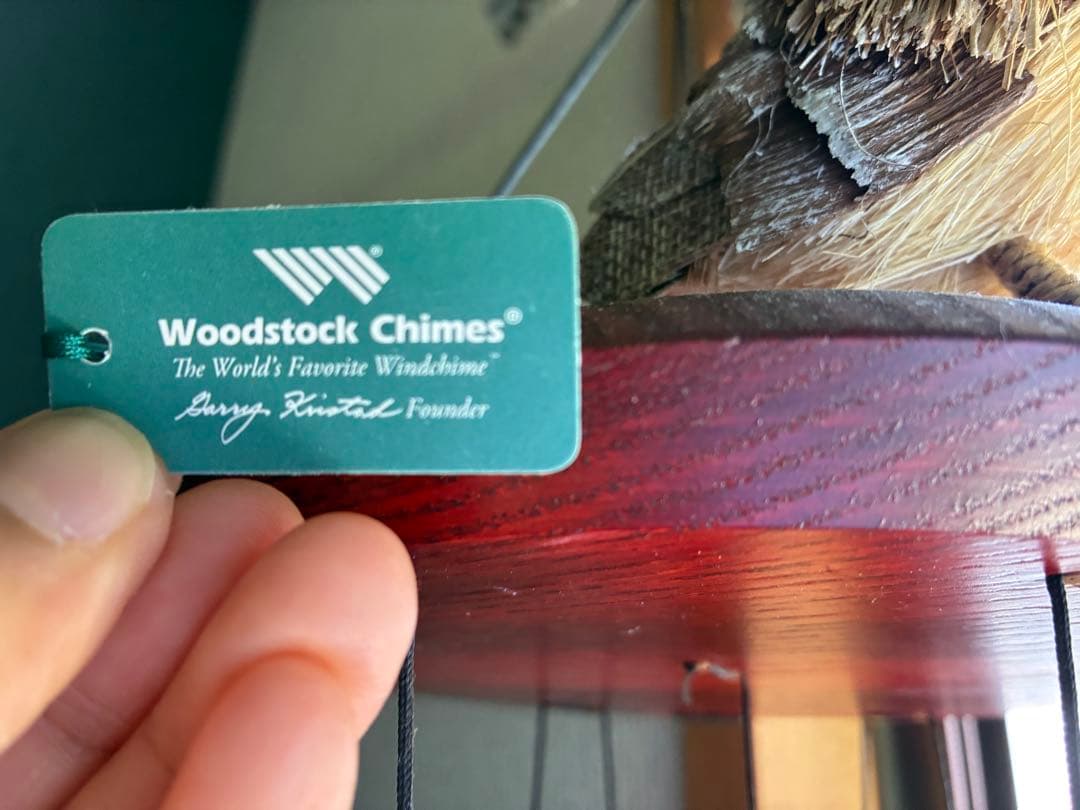 Woodstock Chimes®
The World's Favorite Windchime™
Garry Kvistad Founder